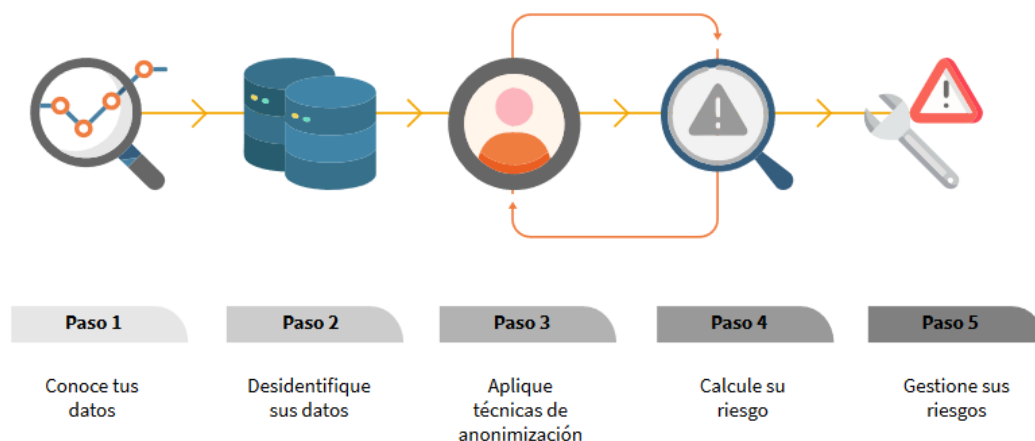 Paso 1
Paso 2
Paso 3
Paso 4
Paso 5
Conoce tus
datos
Desidentifique
sus datos
Aplique
técnicas de
anonimización
Calcule su
riesgo
Gestione sus
riesgos